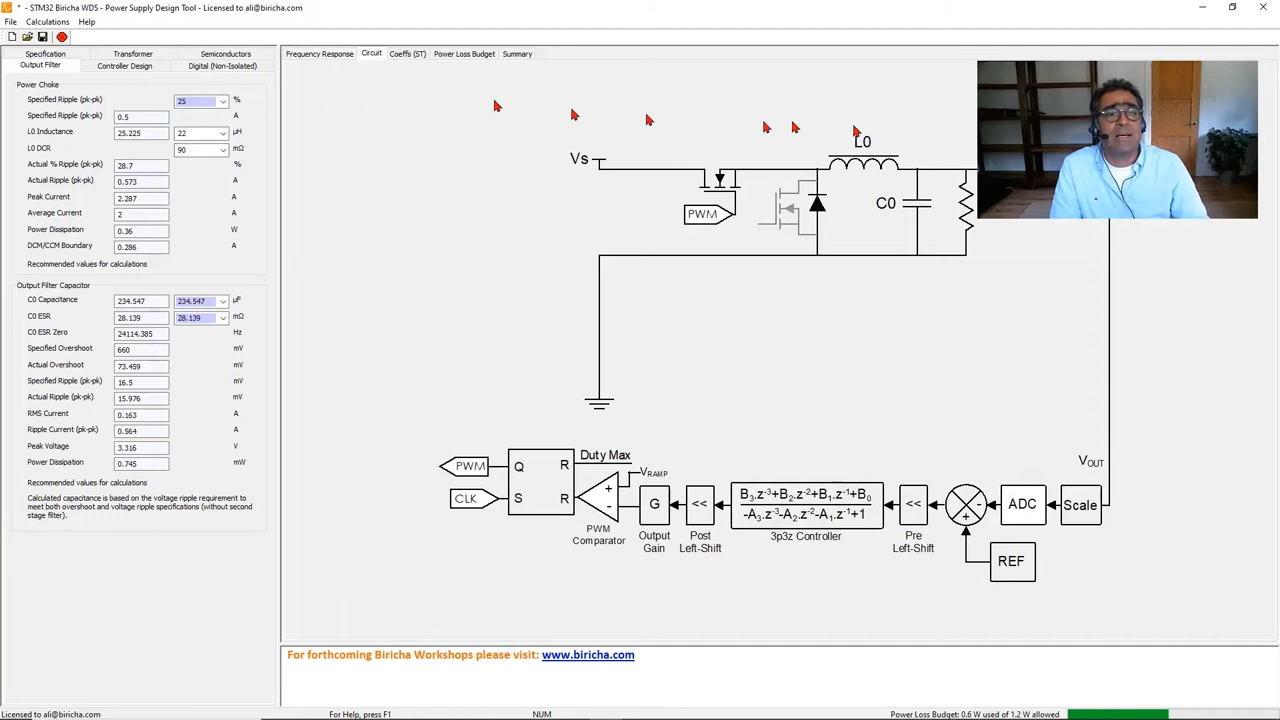 * - STM32 Biricha WDS - Power Supply Design Tool - Licensed to ali@biricha.com
File Calculations Help
Specification Transformer Semiconductors
Output Filter Controller Design Digital (Non-Isolated)
Frequency Response Circuit Coeffs (ST) Power Loss Budget Summary
Power Choke
Specified Ripple (pk-pk) 25 %
Specified Ripple (pk-pk) 0.5 A
L0 Inductance 25.225 22 µH
L0 DCR 90 mΩ
Actual % Ripple (pk-pk) 28.7 %
Actual Ripple (pk-pk) 0.573 A
Peak Current 2.287 A
Average Current 2 A
Power Dissipation 0.36 W
DCM/CCM Boundary 0.286 A
Recommended values for calculations
Output Filter Capacitor
C0 Capacitance 234.547 234.547 µF
C0 ESR 28.139 28.139 mΩ
C0 ESR Zero 24114.385 Hz
Specified Overshoot 660 mV
Actual Overshoot 73.459 mV
Specified Ripple (pk-pk) 16.5 mV
Actual Ripple (pk-pk) 15.976 mV
RMS Current 0.163 A
Ripple Current (pk-pk) 0.564 A
Peak Voltage 3.316 V
Power Dissipation 0.745 mW
Recommended values for calculations
Calculated capacitance is based on the voltage ripple requirement to
meet both overshoot and voltage ripple specifications (without second
stage filter).
L0
Vs
C0
PWM
Duty Max
VRAMP
VOUT
PWM Q R
CLK S R
+
-
G
<<
B3.z-3+B2.z-2+B1.z-1+B0
-A3.z-3-A2.z-2-A1.z-1+1
<<
-
+
ADC
Scale
PWM
Comparator
Output
Gain
Post
Left-Shift
3p3z Controller
Pre
Left-Shift
REF
For forthcoming Biricha Workshops please visit: www.biricha.com
Licensed to ali@biricha.com For Help, press F1 NUM Power Loss Budget: 0.6 W used of 1.2 W allowed